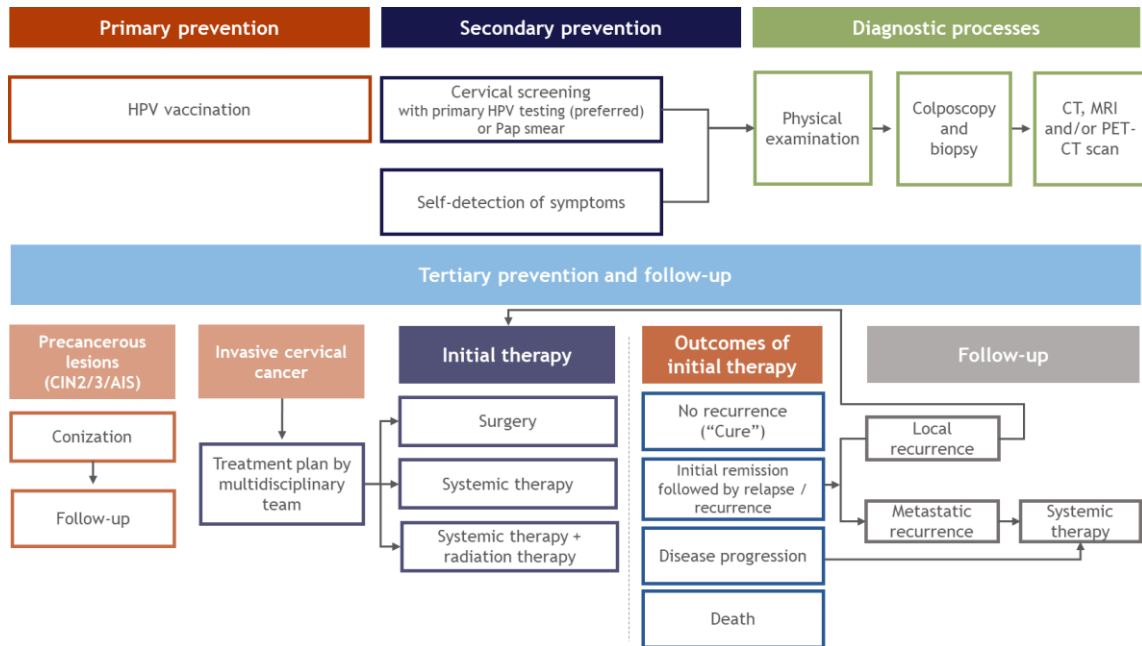 Primary prevention
Secondary prevention
Diagnostic processes
HPV vaccination
Cervical screening
with primary HPV testing (preferred)
or Pap smear
Self-detection of symptoms
Physical
examination
Colposcopy
and
biopsy
CT, MRI
and/or PET-
CT scan
Tertiary prevention and follow-up
Precancerous
lesions
(CIN2/3/AIS)
Conization
Follow-up
Invasive cervical
cancer
Treatment plan by
multidisciplinary
team
Initial therapy
Surgery
Systemic therapy
Systemic therapy +
radiation therapy
Outcomes of
initial therapy
No recurrence
(“Cure”)
Initial remission
followed by relapse /
recurrence
Disease progression
Death
Follow-up
Local
recurrence
Metastatic
recurrence
Systemic
therapy